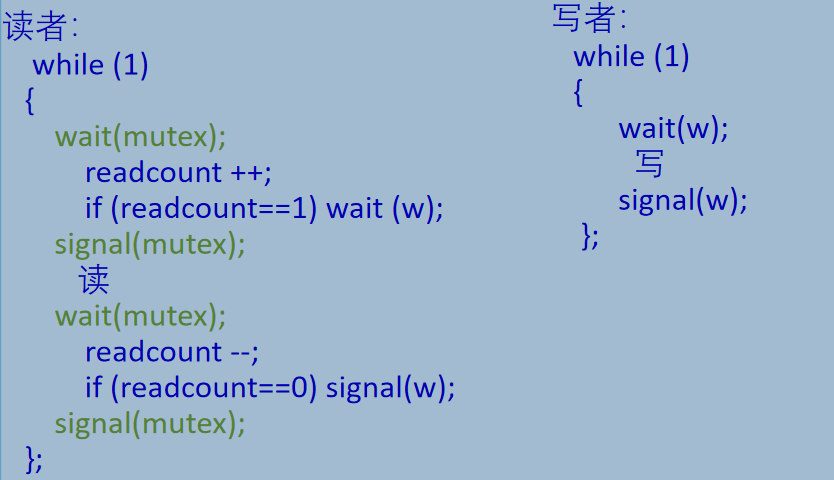 读者:
while (1)
{
wait(mutex);
readcount ++;
if (readcount==1) wait (w);
signal(mutex);
读
wait(mutex);
readcount --;
if (readcount==0) signal(w);
signal(mutex);
};
写者:
while (1)
{
wait(w);
写
signal(w);
};